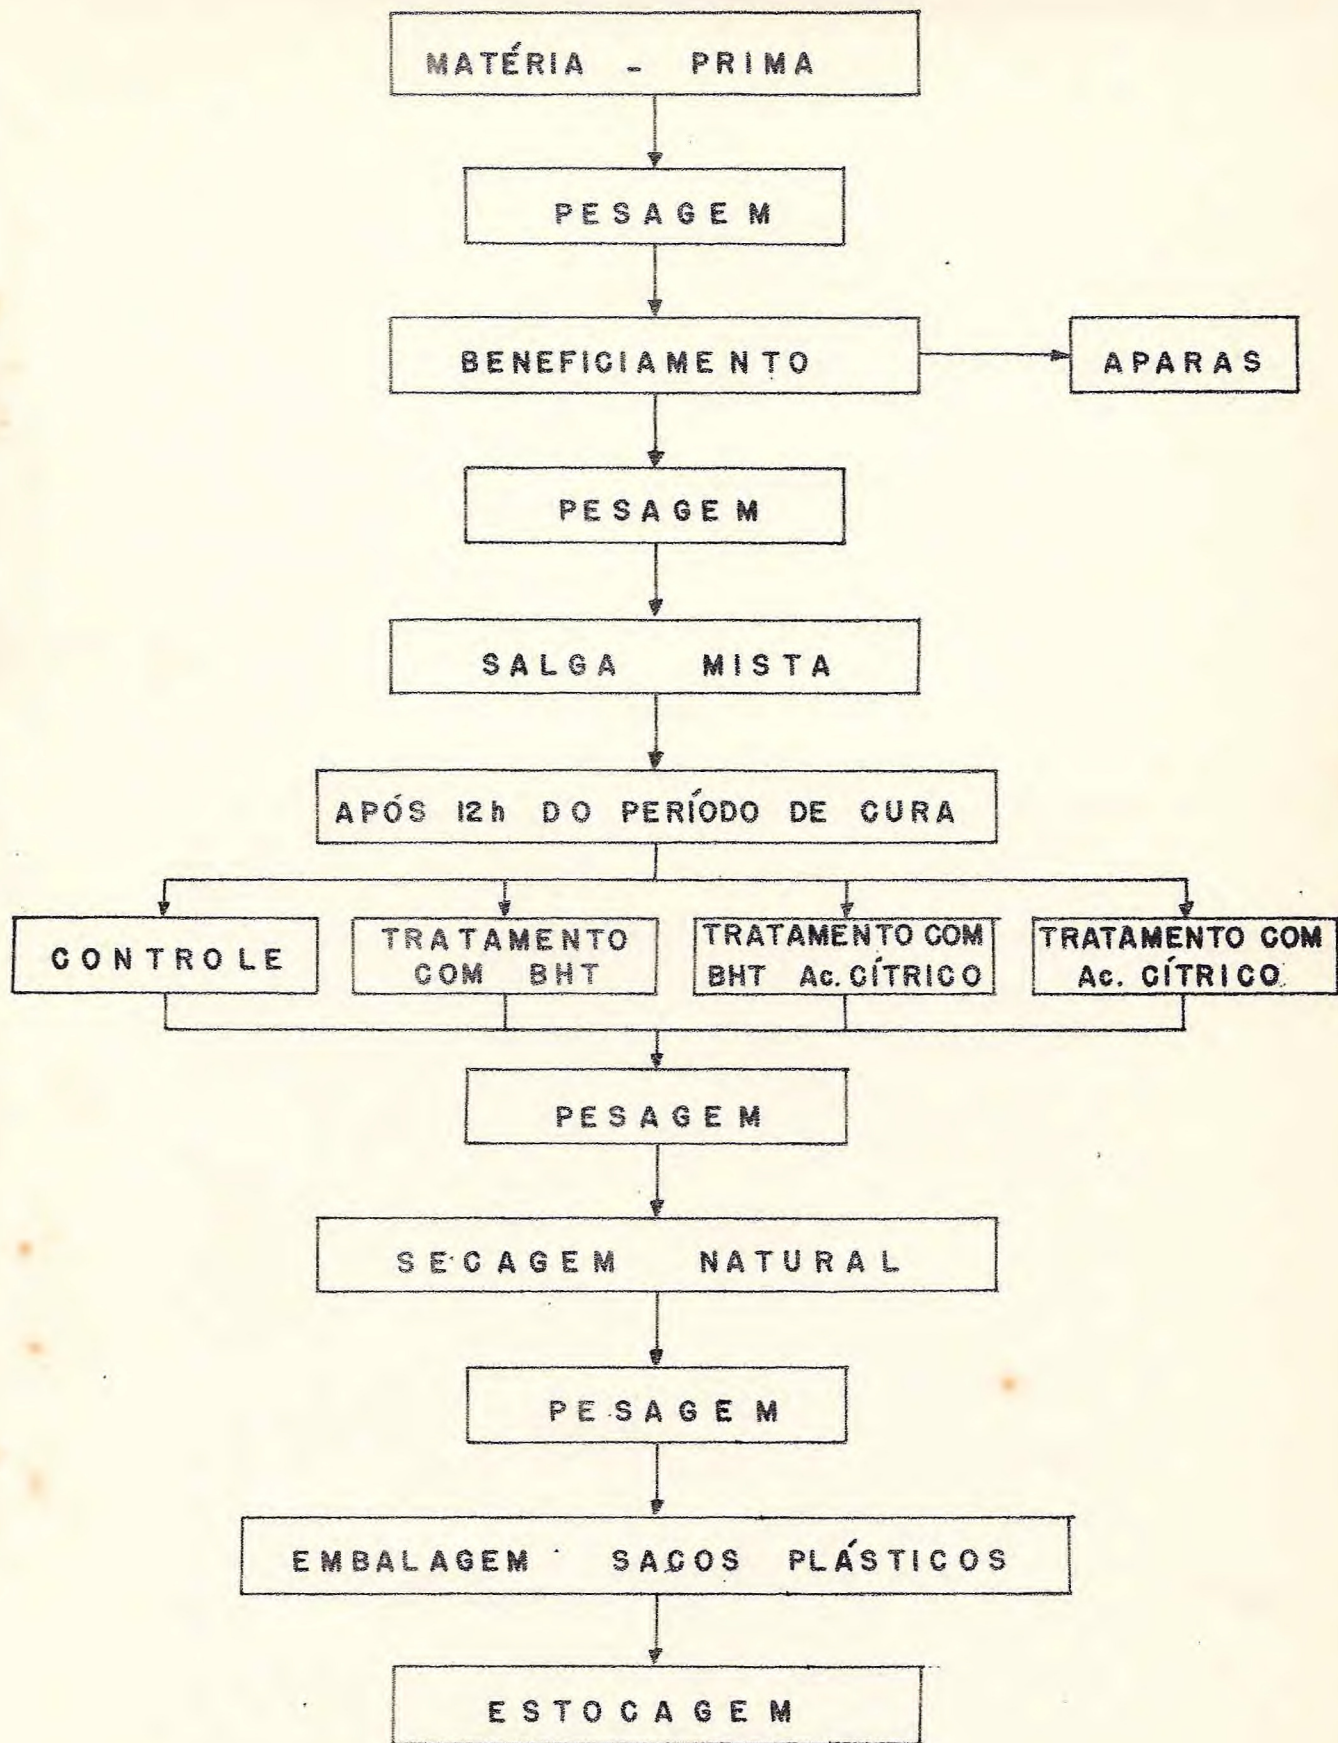 MATÉRIA - PRIMA
PESAGEM
BENEFICIAMENTO
APARAS
PESAGEM
SALGA MISTA
APÓS 12h DO PERÍODO DE CURA
CONTROLE
TRATAMENTO
COM BHT
TRATAMENTO COM
BHT Ac. CÍTRICO
TRATAMENTO COM
Ac. CÍTRICO
PESAGEM
SECAGEM NATURAL
PESAGEM
EMBALAGEM SACOS PLÁSTICOS
ESTOCAGEM